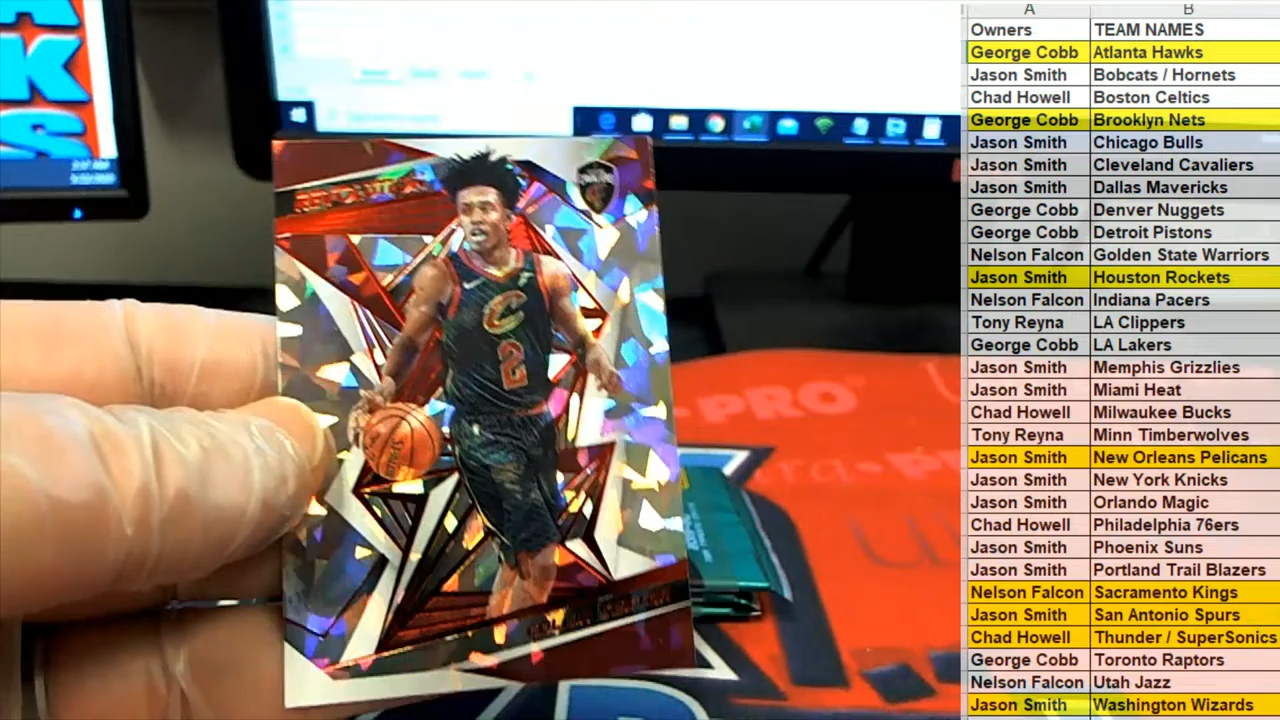 A B
Owners TEAM NAMES
George Cobb Atlanta Hawks
Jason Smith Bobcats / Hornets
Chad Howell Boston Celtics
George Cobb Brooklyn Nets
Jason Smith Chicago Bulls
Jason Smith Cleveland Cavaliers
Jason Smith Dallas Mavericks
George Cobb Denver Nuggets
George Cobb Detroit Pistons
Nelson Falcon Golden State Warriors
Jason Smith Houston Rockets
Nelson Falcon Indiana Pacers
Tony Reyna LA Clippers
George Cobb LA Lakers
Jason Smith Memphis Grizzlies
Jason Smith Miami Heat
Chad Howell Milwaukee Bucks
Tony Reyna Minn Timberwolves
Jason Smith New Orleans Pelicans
Jason Smith New York Knicks
Jason Smith Orlando Magic
Chad Howell Philadelphia 76ers
Jason Smith Phoenix Suns
Jason Smith Portland Trail Blazers
Nelson Falcon Sacramento Kings
Jason Smith San Antonio Spurs
Chad Howell Thunder / SuperSonics
George Cobb Toronto Raptors
Nelson Falcon Utah Jazz
Jason Smith Washington Wizards
K
S
REVOLUTION
C
2
PRO